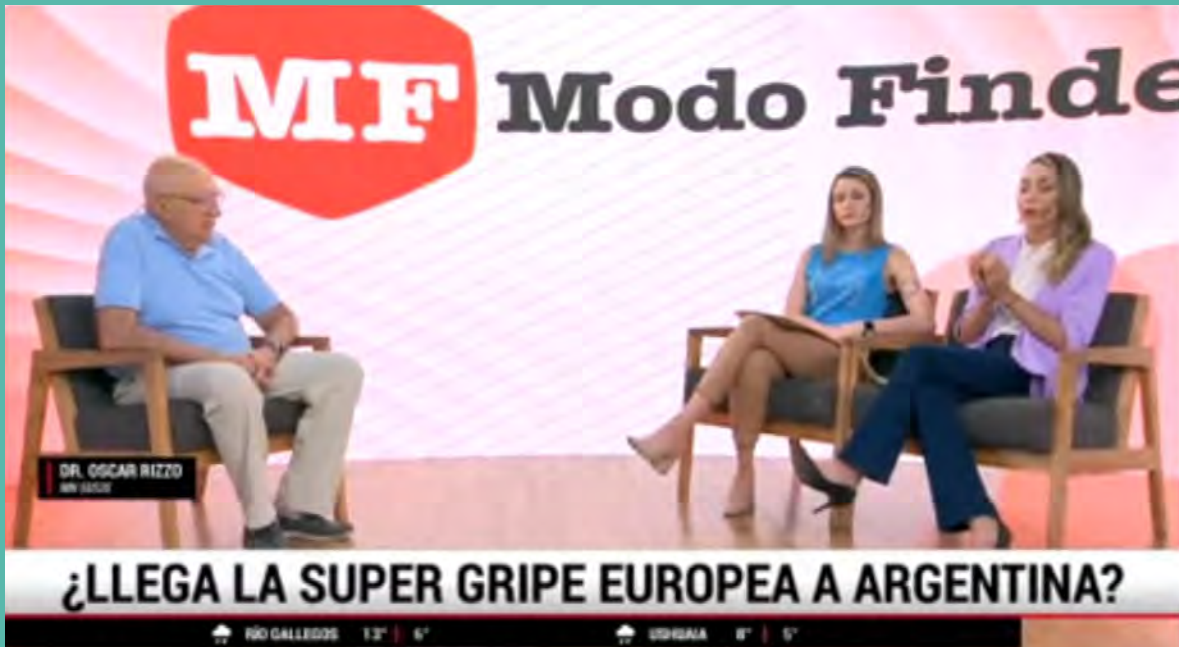 MF Modo Finde
DR. OSCAR RIZZO
¿LLEGA LA SUPER GRIPE EUROPEA A ARGENTINA?
RÍO GALLEGOS 13° 6° USHUAIA 8° 5°